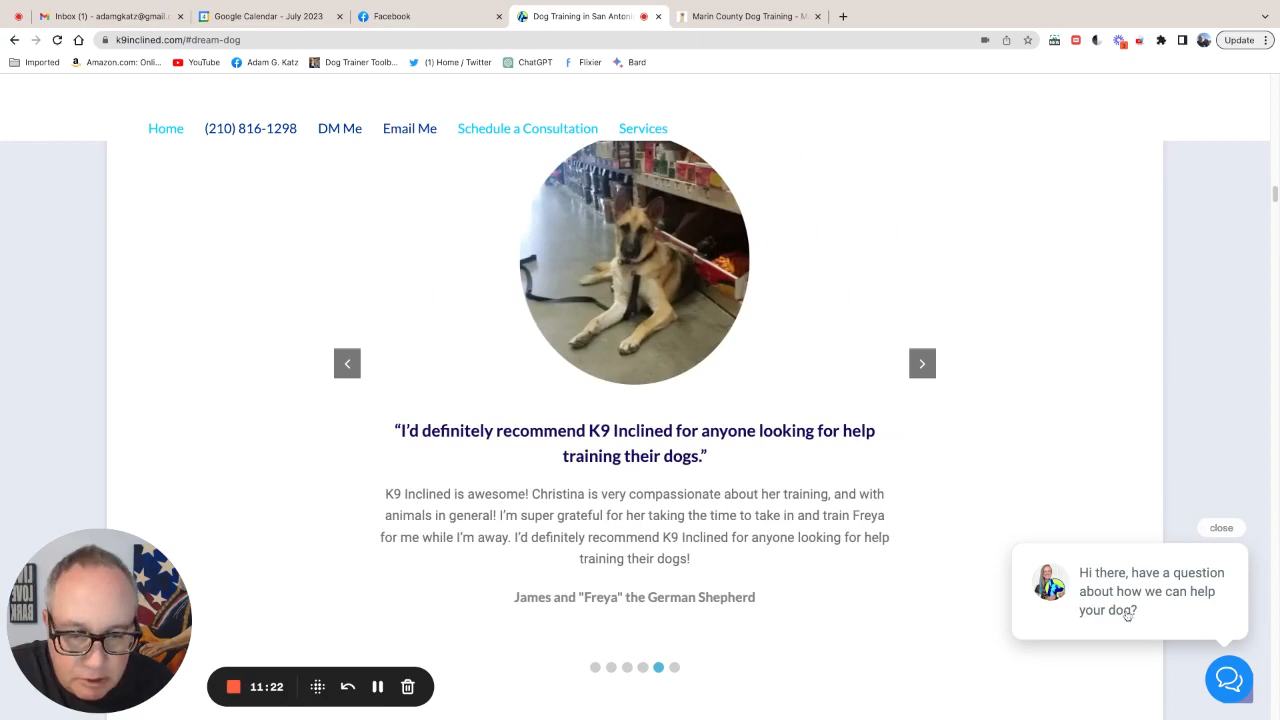 Inbox (1) - adamgkatz@gmail.c
Google Calendar - July 2023
Facebook
Dog Training in San Antoni
Marin County Dog Training - M
k9inclined.com/#dream-dog
Update
Imported
Amazon.com: Onli...
YouTube
Adam G. Katz
Dog Trainer Toolb...
(1) Home / Twitter
ChatGPT
Flixier
Bard
Home
(210) 816-1298
DM Me
Email Me
Schedule a Consultation
Services
“I’d definitely recommend K9 Inclined for anyone looking for help
training their dogs.”
K9 Inclined is awesome! Christina is very compassionate about her training, and with
animals in general! I’m super grateful for her taking the time to take in and train Freya
for me while I’m away. I’d definitely recommend K9 Inclined for anyone looking for help
training their dogs!
James and "Freya" the German Shepherd
close
Hi there, have a question
about how we can help
your dog?
LOVE
BARK
11:22